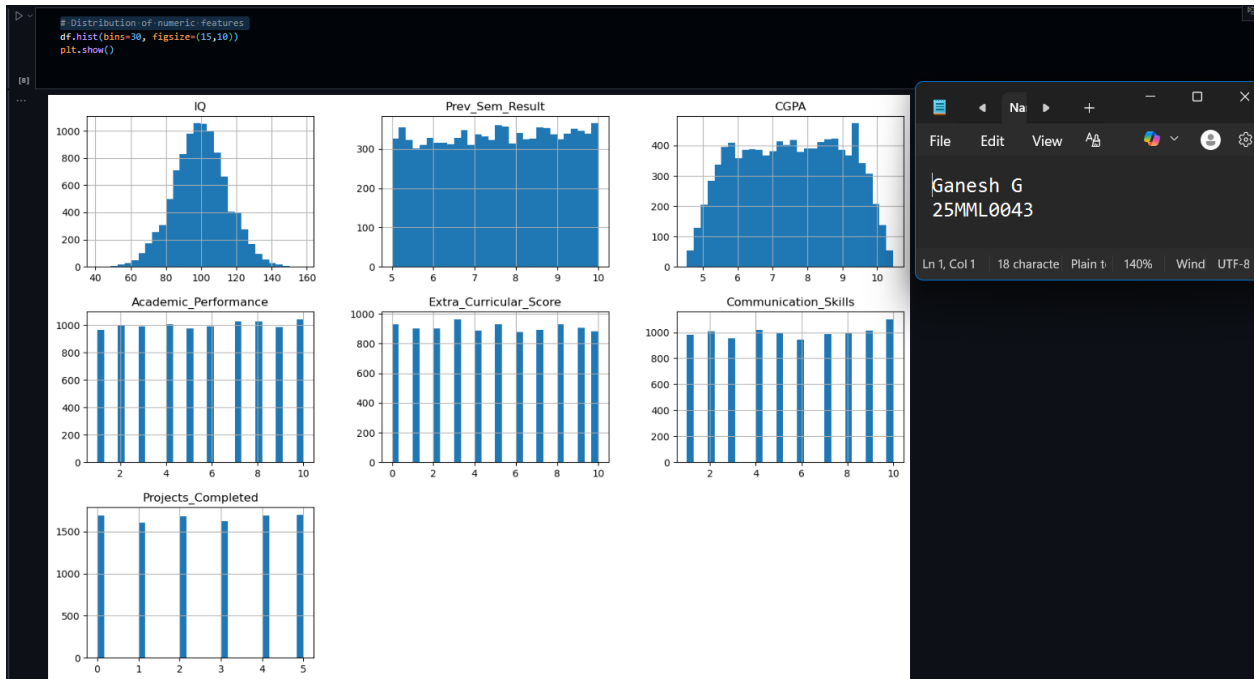 # Distribution of numeric features
df.hist(bins=30, figsize=(15,10))
plt.show()
[8]
...
IQ
1000
800
600
400
200
0
40 60 80 100 120 140 160
Prev_Sem_Result
300
200
100
0
5 6 7 8 9 10
CGPA
400
300
200
100
0
5 6 7 8 9 10
Academic_Performance
1000
800
600
400
200
0
2 4 6 8 10
Extra_Curricular_Score
1000
800
600
400
200
0
0 2 4 6 8 10
Communication_Skills
1000
800
600
400
200
0
2 4 6 8 10
Projects_Completed
1500
1000
500
0
0 1 2 3 4 5
File Edit View
Ganesh G
25MML0043
Ln 1, Col 1 18 characte Plain t 140% Wind UTF-8